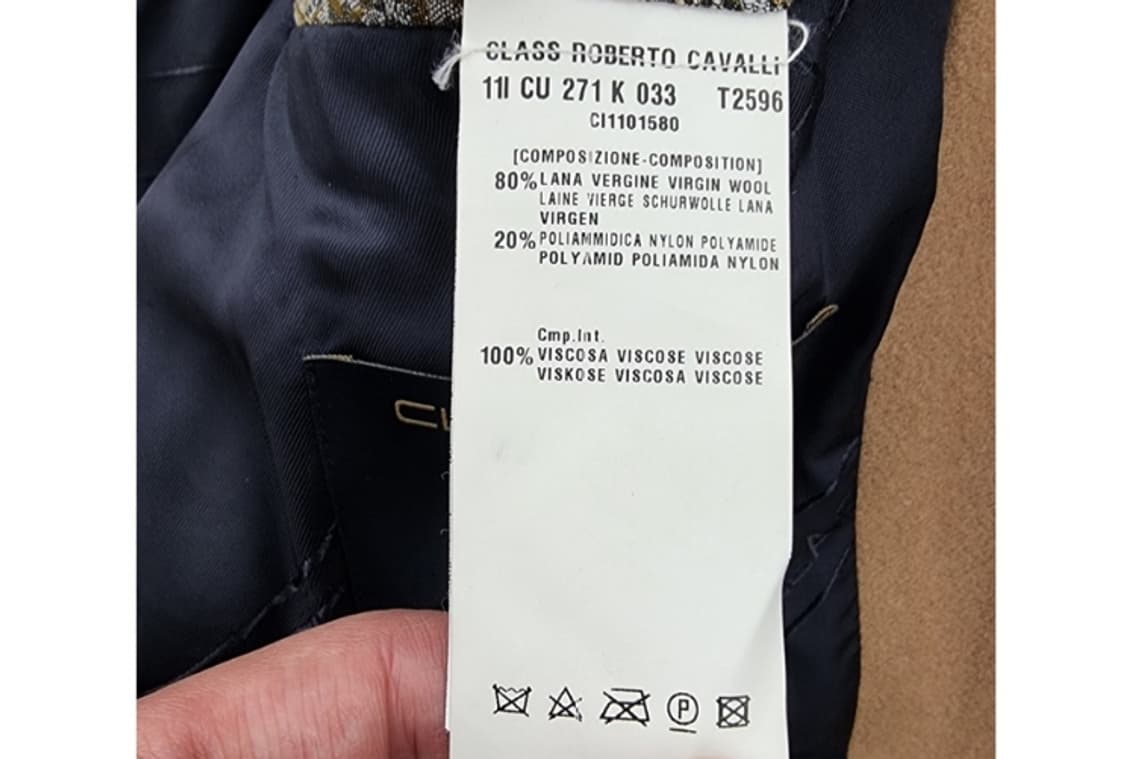 CLASS ROBERTO CAVALLI
11I CU 271 K 033 T2596
CI1101580
[COMPOSIZIONE-COMPOSITION]
80% LANA VERGINE VIRGIN WOOL
LAINE VIERGE SCHURWOLLE LANA
VIRGEN
20% POLIAMMIDICA NYLON POLYAMIDE
POLYAMID POLIAMIDA NYLON
Cmp.Int.
100% VISCOSA VISCOSE VISCOSE
VISKOSE VISCOSA VISCOSE
P